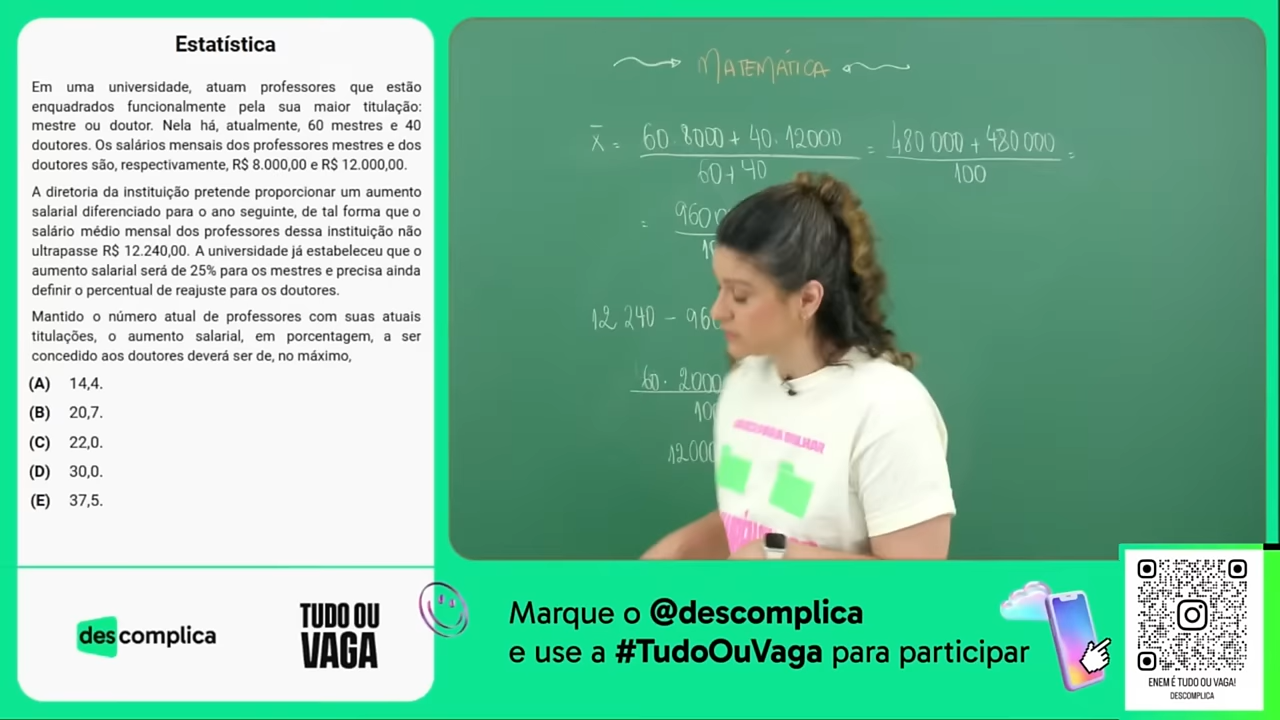 Estatística
Em uma universidade, atuam professores que estão
enquadrados funcionalmente pela sua maior titulação:
mestre ou doutor. Nela há, atualmente, 60 mestres e 40
doutores. Os salários mensais dos professores mestres e dos
doutores são, respectivamente, R$ 8.000,00 e R$ 12.000,00.
A diretoria da instituição pretende proporcionar um aumento
salarial diferenciado para o ano seguinte, de tal forma que o
salário médio mensal dos professores dessa instituição não
ultrapasse R$ 12.240,00. A universidade já estabeleceu que o
aumento salarial será de 25% para os mestres e precisa ainda
definir o percentual de reajuste para os doutores.
Mantido o número atual de professores com suas atuais
titulações, o aumento salarial, em porcentagem, a ser
concedido aos doutores deverá ser de, no máximo,
(A) 14,4.
(B) 20,7.
(C) 22,0.
(D) 30,0.
(E) 37,5.
descomplica
TUDO OU
VAGA
MATEMÁTICA
x̄ = 60 · 8000 + 40 · 12000 = 480 000 + 480 000 =
60 + 40 100
= 960
12 240 - 960
60 · 2000
100
12000
Marque o @descomplica
e use a #TudoOuVaga para participar
ENEM É TUDO OU VAGA!
DESCOMPLICA